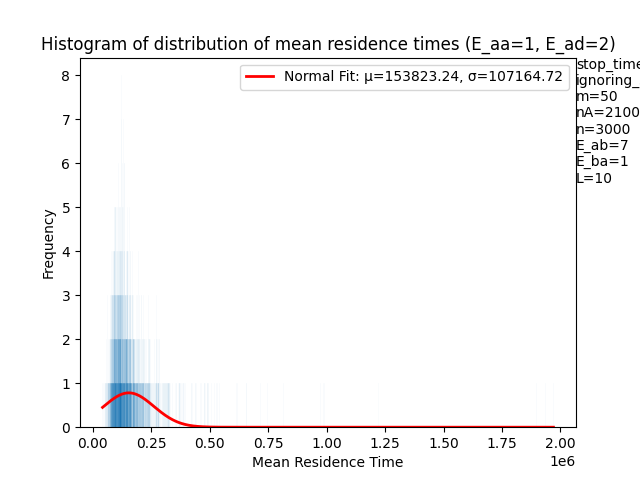 Histogram of distribution of mean residence times (E_aa=1, E_ad=2)
Normal Fit: μ=153823.24, σ=107164.72
stop_time
ignoring_
m=50
nA=2100
n=3000
E_ab=7
E_ba=1
L=10
Frequency
8
7
6
5
4
3
2
1
0
0.00 0.25 0.50 0.75 1.00 1.25 1.50 1.75 2.00
1e6
Mean Residence Time